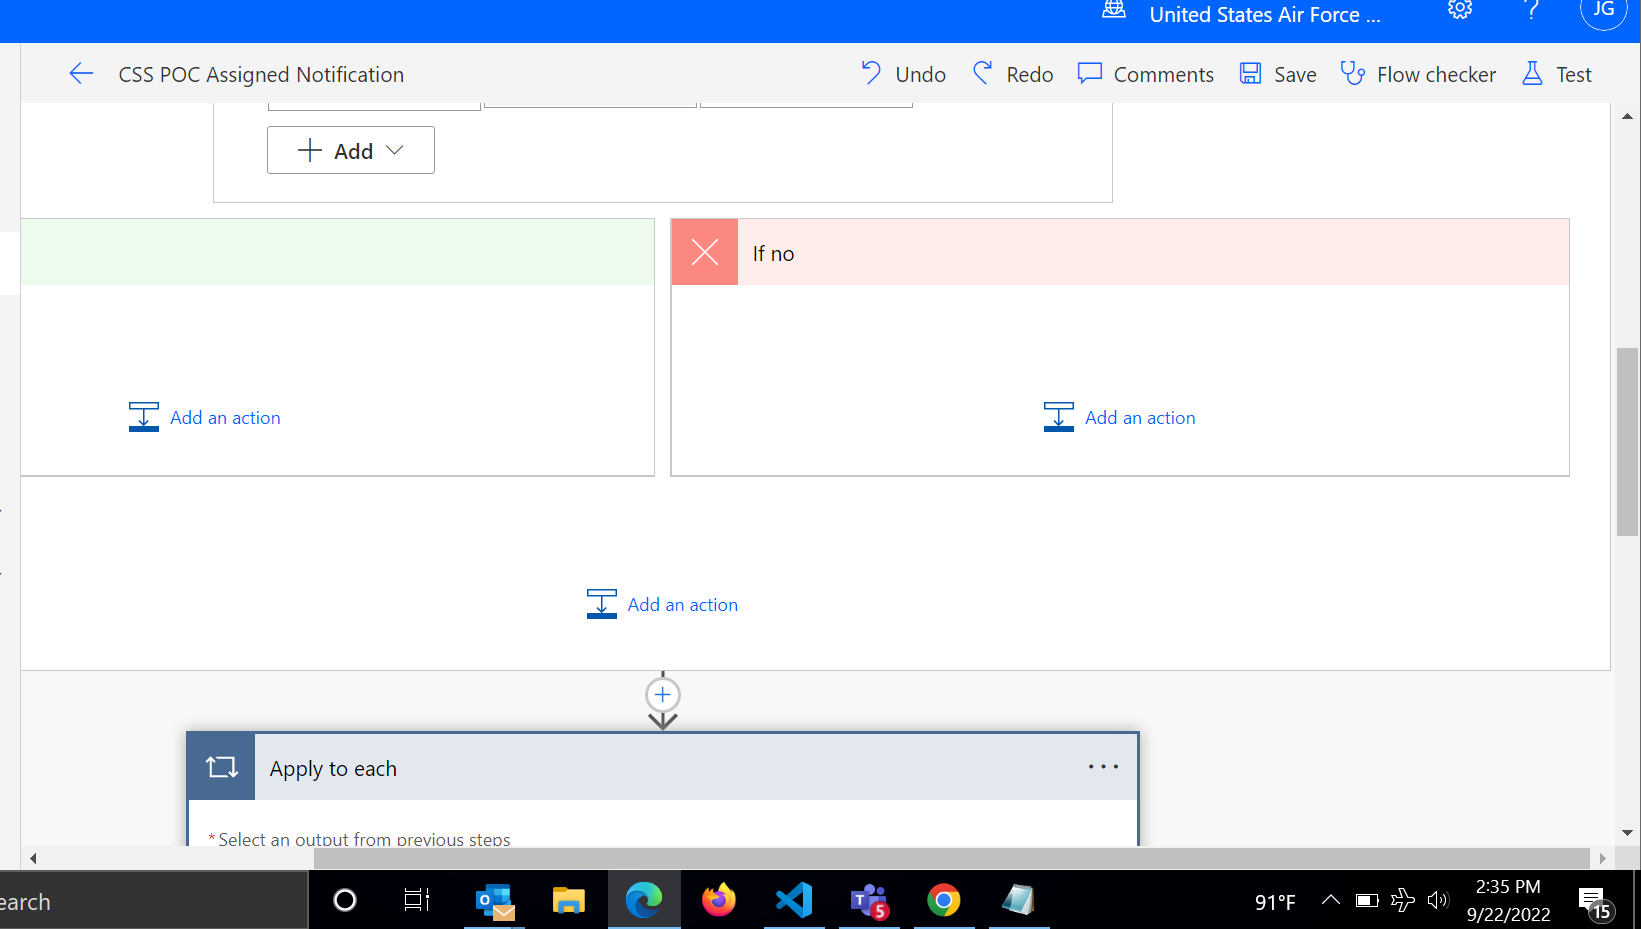 United States Air Force ...
JG
CSS POC Assigned Notification
Undo
Redo
Comments
Save
Flow checker
Test
Add
If no
Add an action
Add an action
Add an action
Apply to each
*Select an output from previous steps
earch
5
91°F
2:35 PM
9/22/2022
15